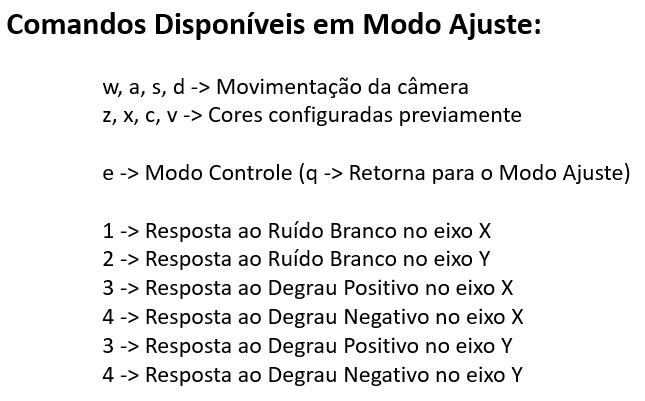 Comandos Disponíveis em Modo Ajuste:
w, a, s, d -> Movimentação da câmera
z, x, c, v -> Cores configuradas previamente
e -> Modo Controle (q -> Retorna para o Modo Ajuste)
1 -> Resposta ao Ruído Branco no eixo X
2 -> Resposta ao Ruído Branco no eixo Y
3 -> Resposta ao Degrau Positivo no eixo X
4 -> Resposta ao Degrau Negativo no eixo X
3 -> Resposta ao Degrau Positivo no eixo Y
4 -> Resposta ao Degrau Negativo no eixo Y